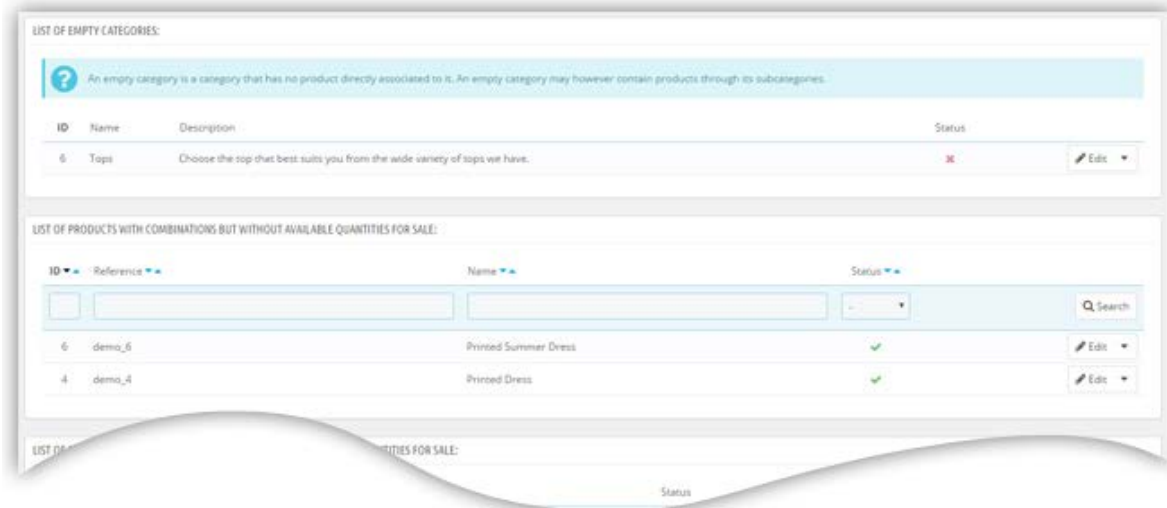 LIST OF EMPTY CATEGORIES:
? An empty category is a category that has no product directly associated to it. An empty category may however contain products through its subcategories.
ID Name Description Status
6 Tops Choose the top that best suits you from the wide variety of tops we have. Edit
LIST OF PRODUCTS WITH COMBINATIONS BUT WITHOUT AVAILABLE QUANTITIES FOR SALE:
ID Reference Name Status
- Search
6 demo_6 Printed Summer Dress Edit
4 demo_4 Printed Dress Edit
LIST FOR SALE:
Status